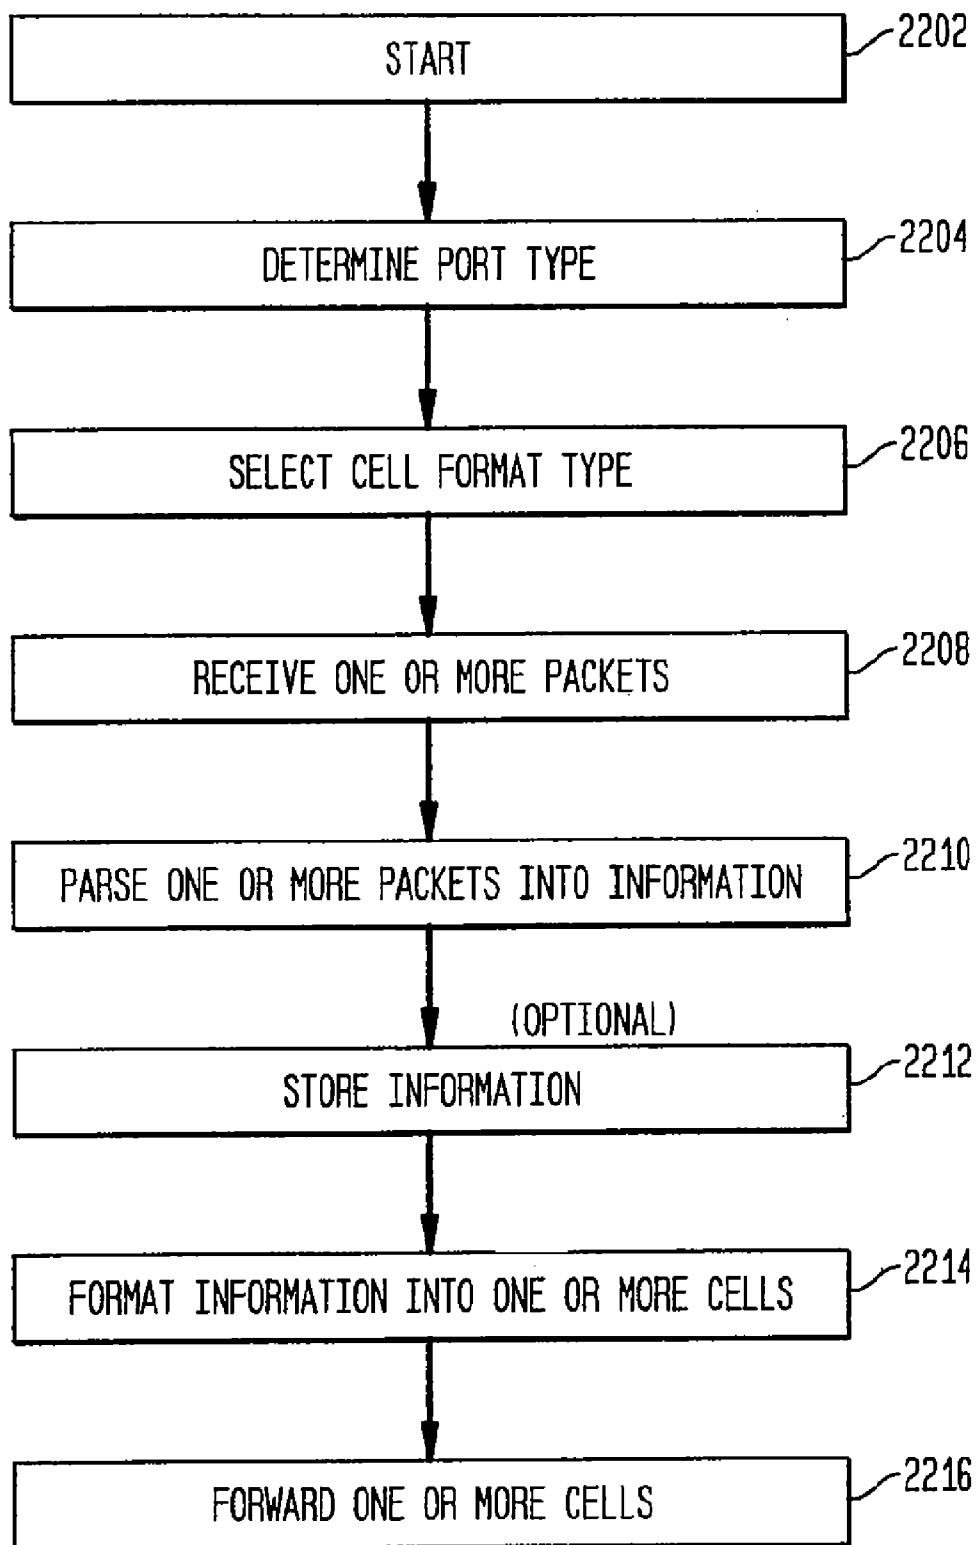 START
2202
DETERMINE PORT TYPE
2204
SELECT CELL FORMAT TYPE
2206
RECEIVE ONE OR MORE PACKETS
2208
PARSE ONE OR MORE PACKETS INTO INFORMATION
2210
(OPTIONAL)
STORE INFORMATION
2212
FORMAT INFORMATION INTO ONE OR MORE CELLS
2214
FORWARD ONE OR MORE CELLS
2216